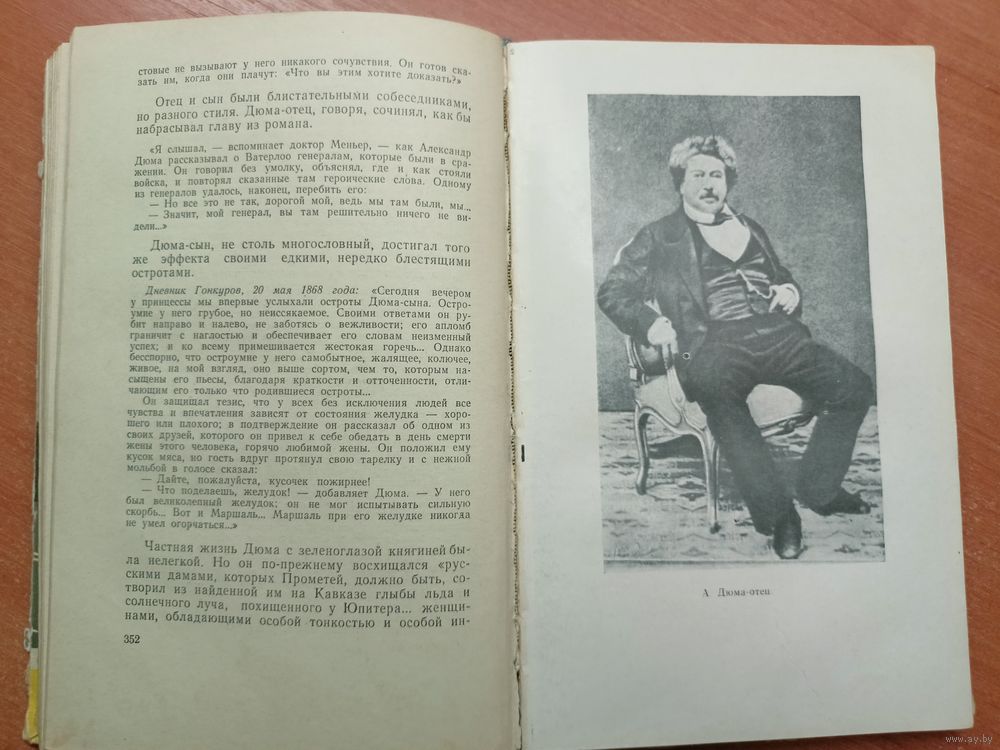 стовые не вызывают у него никакого сочувствия. Он готов ска-
зать им, когда они плачут: «Что вы этим хотите доказать?»
Отец и сын были блистательными собеседниками,
но разного стиля. Дюма-отец, говоря, сочинял, как бы
набрасывал главу из романа.
«Я слышал, — вспоминает доктор Меньер, — как Александр
Дюма рассказывал о Ватерлоо генералам, которые были в сра-
жении. Он говорил без умолку, объяснял, где и как стояли
войска, и повторял сказанные там героические слова. Одному
из генералов удалось, наконец, перебить его:
— Но все это не так, дорогой мой, ведь мы там были, мы...
— Значит, мой генерал, вы там решительно ничего не ви-
дели...»
Дюма-сын, не столь многословный, достигал того
же эффекта своими едкими, нередко блестящими
остротами.
Дневник Гонкуров, 20 мая 1868 года: «Сегодня вечером
у принцессы мы впервые услыхали остроты Дюма-сына. Остро-
умие у него грубое, но неиссякаемое. Своими ответами он ру-
бит направо и налево, не заботясь о вежливости; его апломб
граничит с наглостью и обеспечивает его словам неизменный
успех; и ко всему примешивается жестокая горечь... Однако
бесспорно, что остроумие у него самобытное, жалящее, колючее,
живое, на мой взгляд, оно выше сортом, чем то, которым на-
сыщены его пьесы, благодаря краткости и отточенности, отли-
чающим его только что родившиеся остроты...
Он защищал тезис, что у всех без исключения людей все
чувства и впечатления зависят от состояния желудка — хоро-
шего или плохого; в подтверждение он рассказал об одном из
своих друзей, которого он привел к себе обедать в день смерти
жены этого человека, горячо любимой жены. Он положил ему
кусок мяса, но гость вдруг протянул свою тарелку и с нежной
мольбой в голосе сказал:
— Дайте, пожалуйста, кусочек пожирнее!
— Что поделаешь, желудок! — добавляет Дюма. — У него
был великолепный желудок; он не мог испытывать сильную
скорбь... Вот и Маршаль... Маршаль при его желудке никогда
не умел огорчаться...»
Частная жизнь Дюма с зеленоглазой княгиней бы-
ла нелегкой. Но он по-прежнему восхищался «рус-
скими дамами, которых Прометей, должно быть, со-
творил из найденной им на Кавказе глыбы льда и
солнечного луча, похищенного у Юпитера... женщи-
нами, обладающими особой тонкостью и особой ин-
352
А Дюма-отец.
www.ay.by